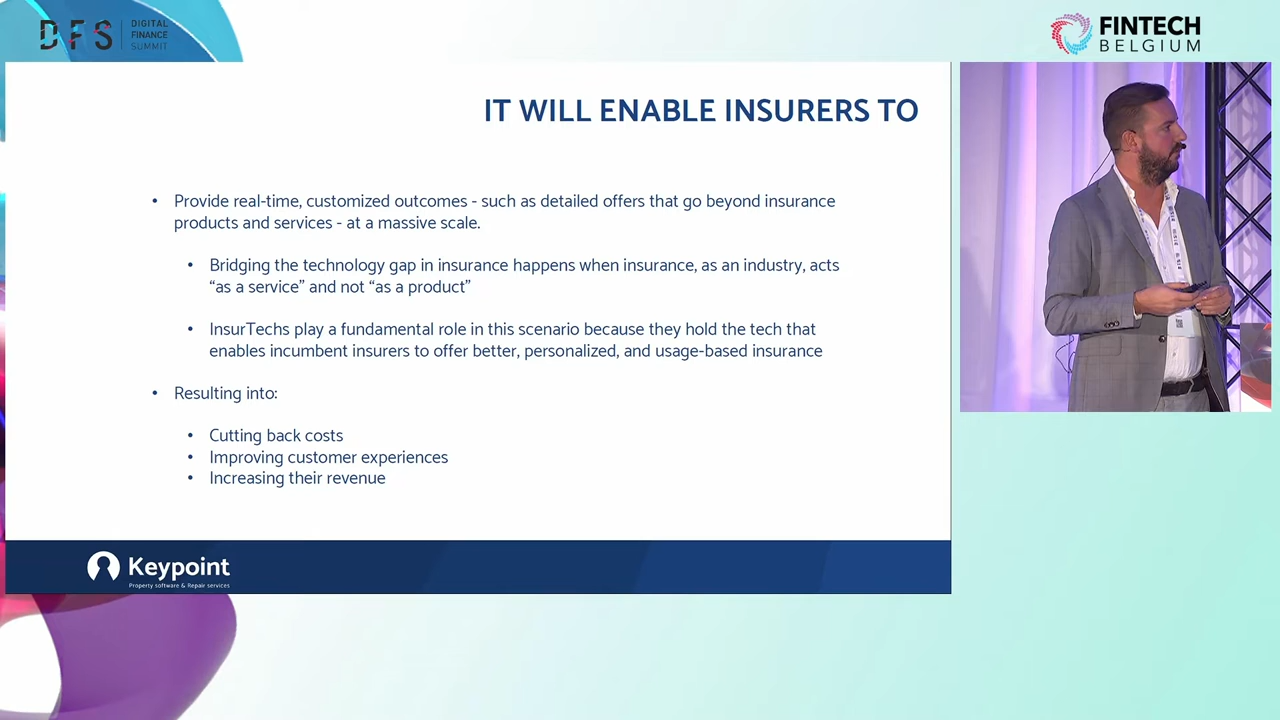 DFS
DIGITAL
FINANCE
SUMMIT
FINTECH
BELGIUM
IT WILL ENABLE INSURERS TO
• Provide real-time, customized outcomes - such as detailed offers that go beyond insurance
products and services - at a massive scale.
• Bridging the technology gap in insurance happens when insurance, as an industry, acts
“as a service” and not “as a product”
• InsurTechs play a fundamental role in this scenario because they hold the tech that
enables incumbent insurers to offer better, personalized, and usage-based insurance
• Resulting into:
• Cutting back costs
• Improving customer experiences
• Increasing their revenue
Keypoint
Property software & Repair services